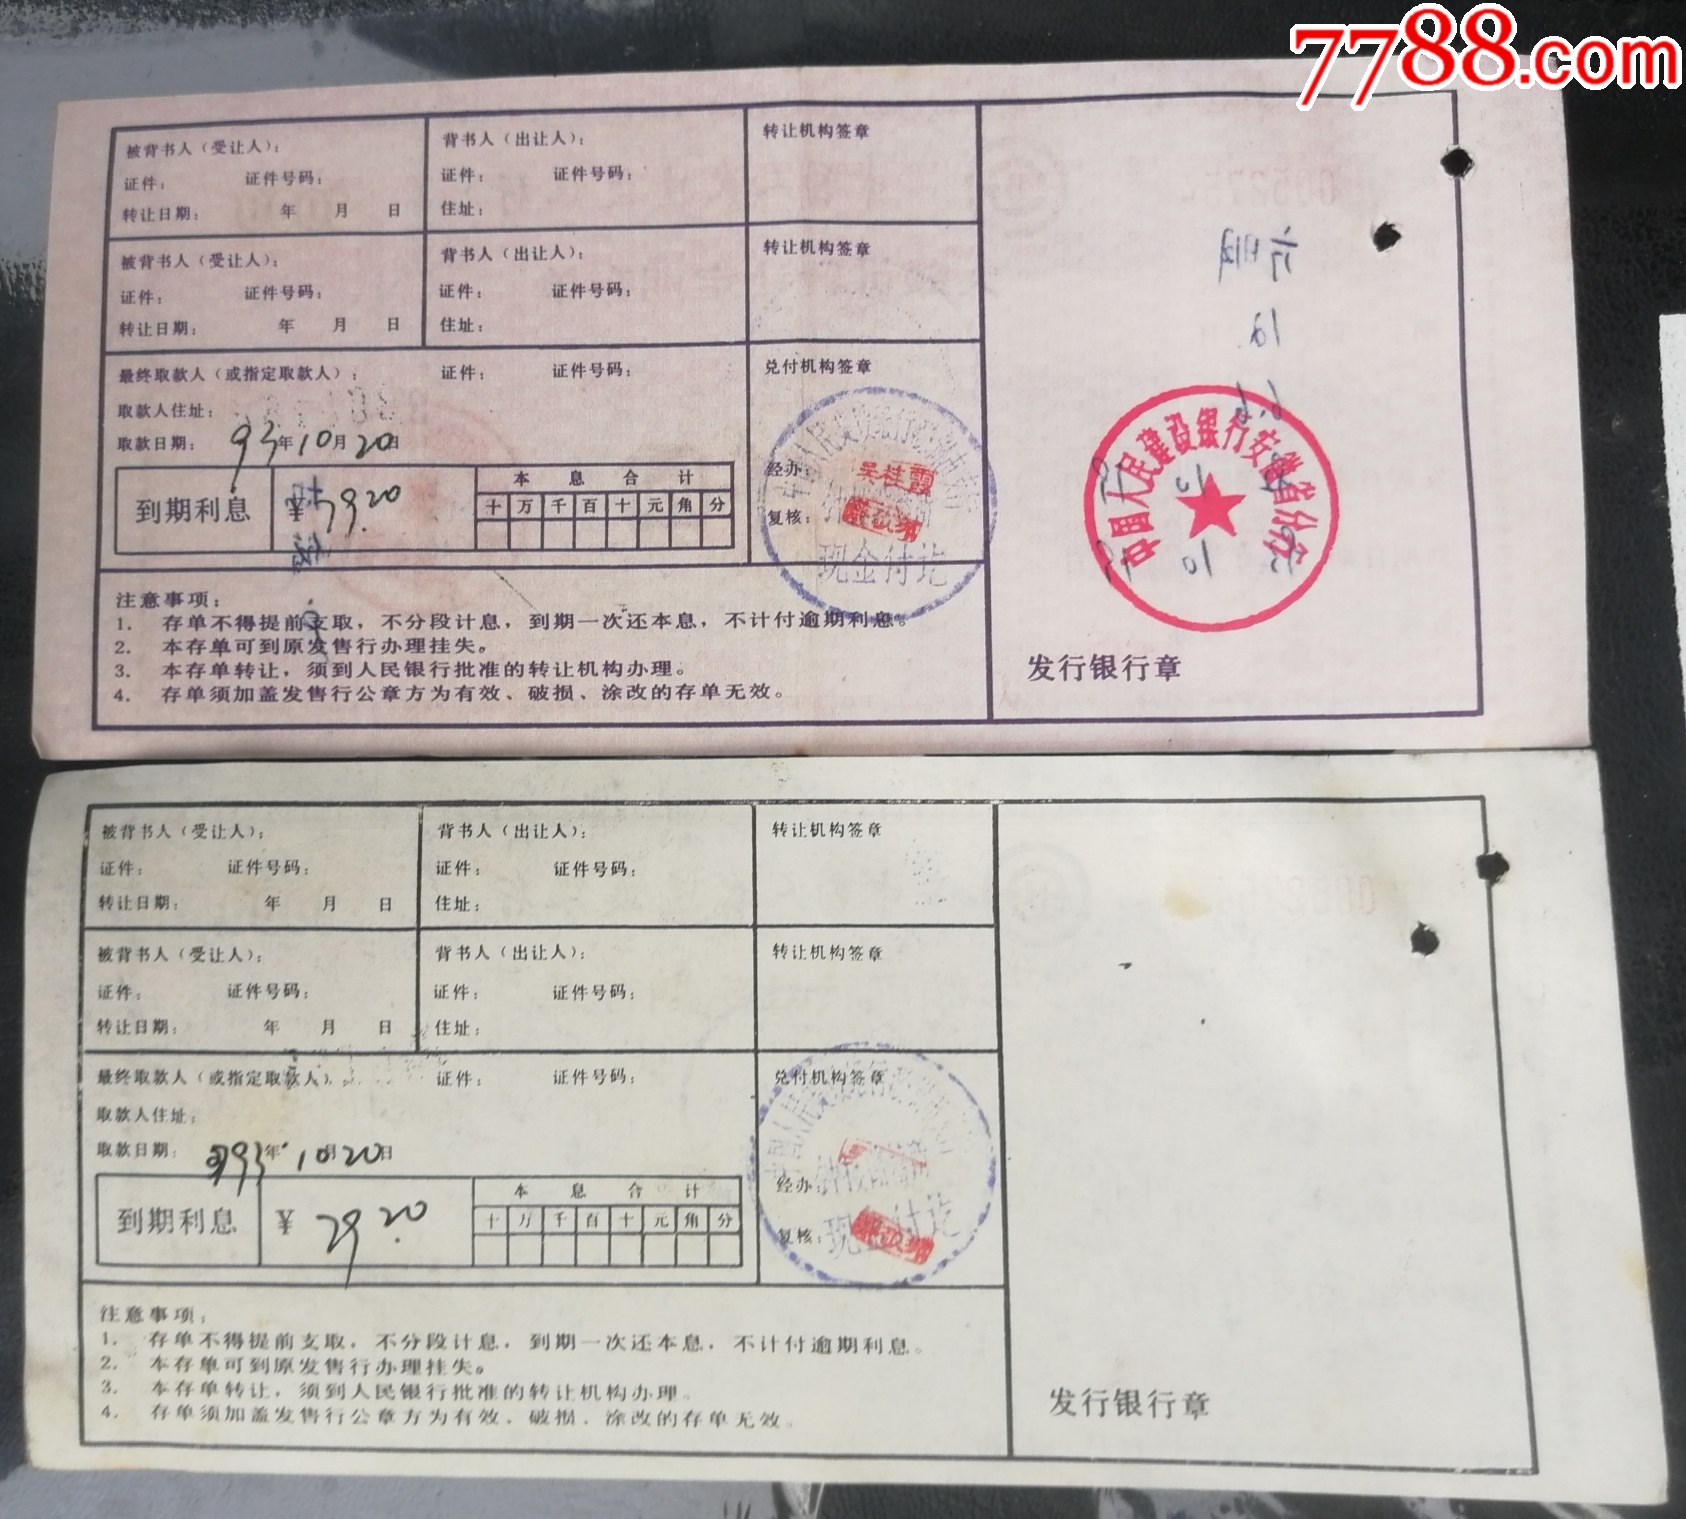 7788.com
被背书人（受让人）： 背书人（出让人）： 转让机构签章
证件： 证件号码： 证件： 证件号码：
转让日期： 年 月 日 住址：
被背书人（受让人）： 背书人（出让人）： 转让机构签章
证件： 证件号码： 证件： 证件号码：
转让日期： 年 月 日 住址：
最终取款人（或指定取款人）： 证件： 证件号码： 兑付机构签章
取款人住址：
取款日期： 93年10月20日
经办： 吴桂霞
复核：
现金付讫
到期利息 ¥79.20
本息合计
十 万 千 百 十 元 角 分
中国人民建设银行安徽省分行
发行银行章
注意事项：
1. 存单不得提前支取，不分段计息，到期一次还本息，不计付逾期利息。
2. 本存单可到原发售行办理挂失。
3. 本存单转让，须到人民银行批准的转让机构办理。
4. 存单须加盖发售行公章方为有效、破损、涂改的存单无效。
被背书人（受让人）： 背书人（出让人）： 转让机构签章
证件： 证件号码： 证件： 证件号码：
转让日期： 年 月 日 住址：
被背书人（受让人）： 背书人（出让人）： 转让机构签章
证件： 证件号码： 证件： 证件号码：
转让日期： 年 月 日 住址：
最终取款人（或指定取款人）： 证件： 证件号码： 兑付机构签章
取款人住址：
取款日期： 93年10月20日
经办：
复核：
现金付讫
到期利息 ¥ 79.20
本息合计
十 万 千 百 十 元 角 分
注意事项：
1. 存单不得提前支取，不分段计息，到期一次还本息，不计付逾期利息。
2. 本存单可到原发售行办理挂失。
3. 本存单转让，须到人民银行批准的转让机构办理。
4. 存单须加盖发售行公章方为有效、破损、涂改的存单无效。
发行银行章